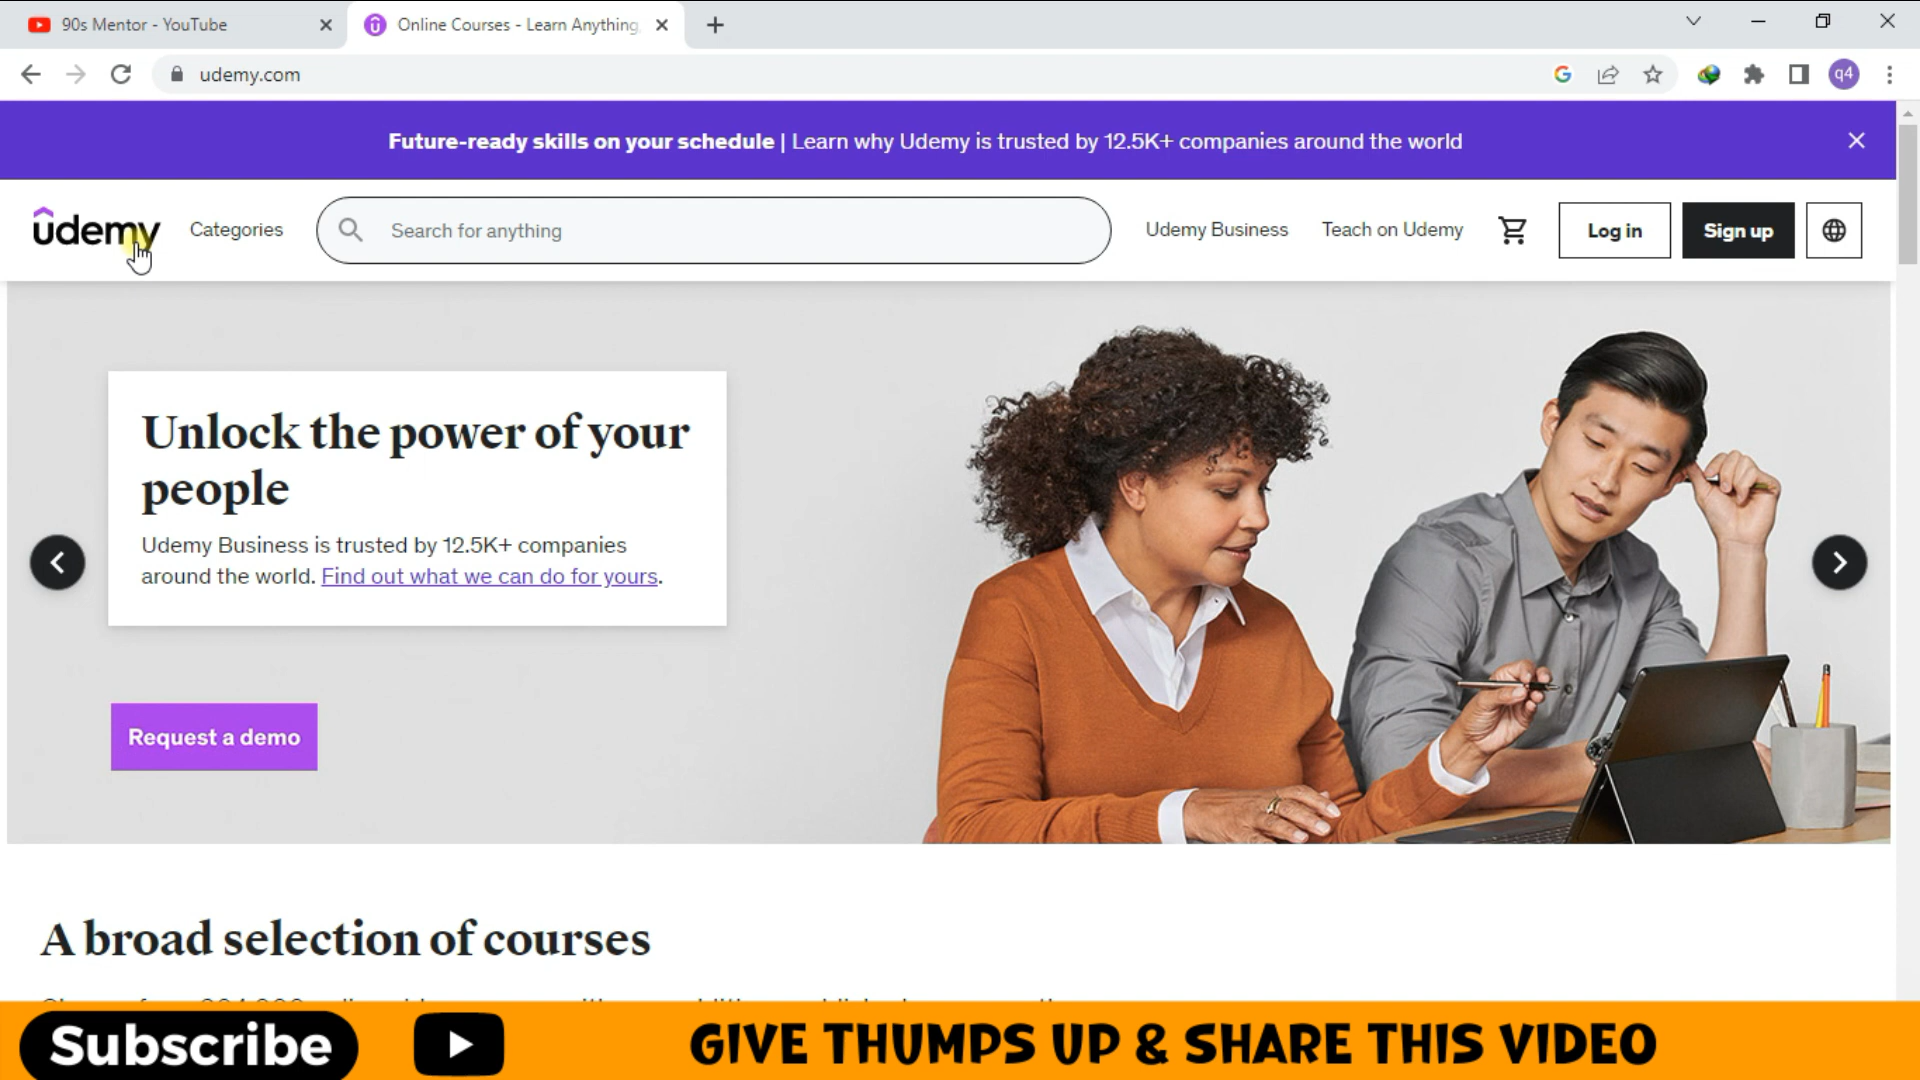 90s Mentor - YouTube
Online Courses - Learn Anything,
udemy.com
q4
Future-ready skills on your schedule | Learn why Udemy is trusted by 12.5K+ companies around the world
udemy
Categories
Search for anything
Udemy Business
Teach on Udemy
Log in
Sign up
Unlock the power of your
people
Udemy Business is trusted by 12.5K+ companies
around the world. Find out what we can do for yours.
Request a demo
A broad selection of courses
Subscribe
GIVE THUMPS UP & SHARE THIS VIDEO